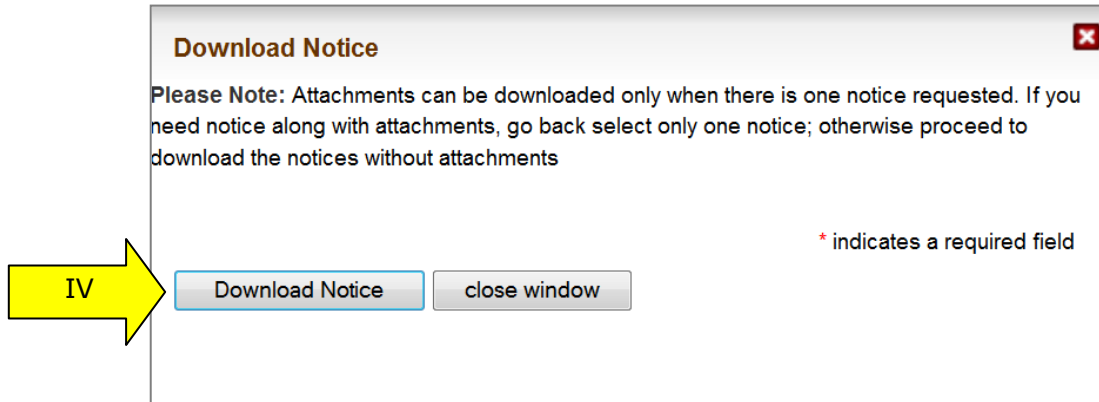 Download Notice
Please Note: Attachments can be downloaded only when there is one notice requested. If you
need notice along with attachments, go back select only one notice; otherwise proceed to
download the notices without attachments
* indicates a required field
IV
Download Notice
close window